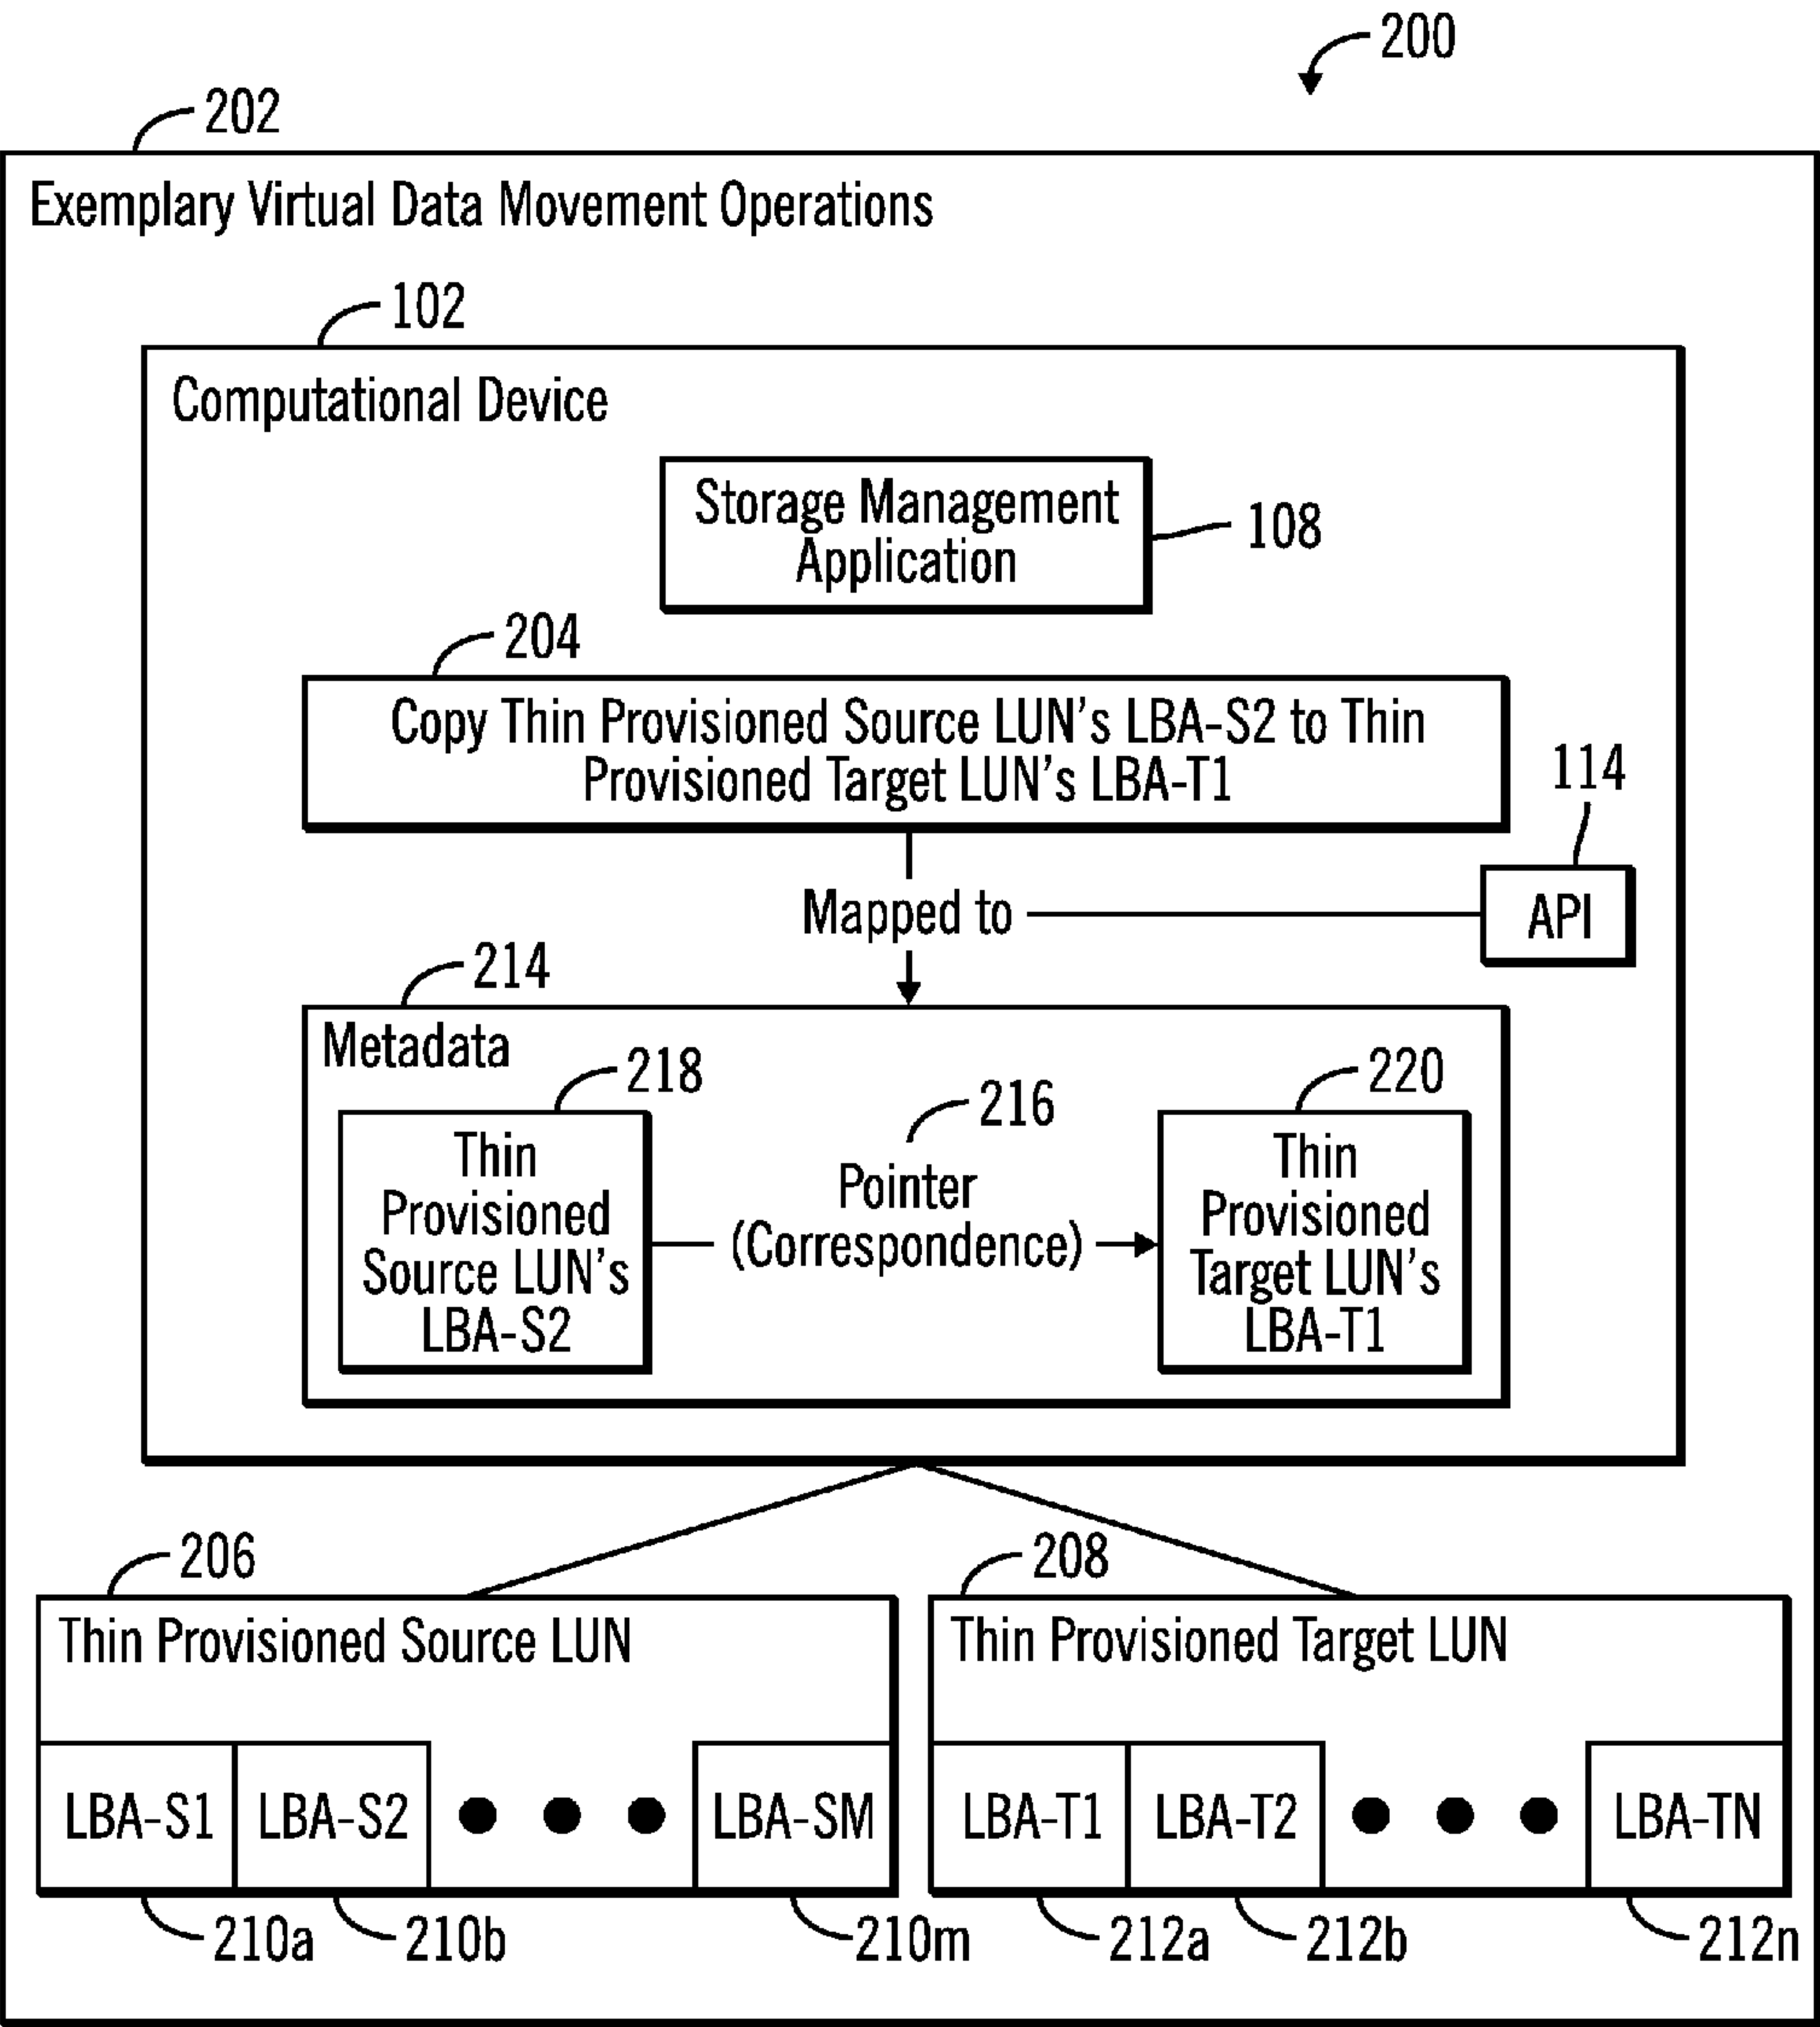 200
202
Exemplary Virtual Data Movement Operations
102
Computational Device
Storage Management
Application
108
204
Copy Thin Provisioned Source LUN's LBA-S2 to Thin
Provisioned Target LUN's LBA-T1
114
Mapped to
API
214
Metadata
218
216
220
Thin
Provisioned
Source LUN's
LBA-S2
Pointer
(Correspondence)
Thin
Provisioned
Target LUN's
LBA-T1
206
208
Thin Provisioned Source LUN
Thin Provisioned Target LUN
LBA-S1
LBA-S2
LBA-SM
LBA-T1
LBA-T2
LBA-TN
210a
210b
210m
212a
212b
212n